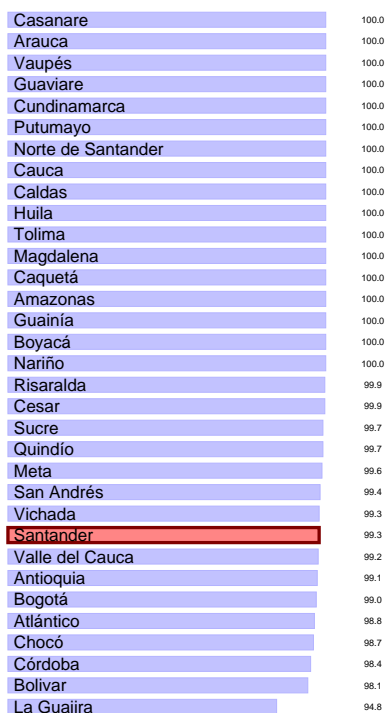 Casanare 100.0
Arauca 100.0
Vaupés 100.0
Guaviare 100.0
Cundinamarca 100.0
Putumayo 100.0
Norte de Santander 100.0
Cauca 100.0
Caldas 100.0
Huila 100.0
Tolima 100.0
Magdalena 100.0
Caquetá 100.0
Amazonas 100.0
Guainía 100.0
Boyacá 100.0
Nariño 100.0
Risaralda 99.9
Cesar 99.9
Sucre 99.7
Quindío 99.7
Meta 99.6
San Andrés 99.4
Vichada 99.3
Santander 99.3
Valle del Cauca 99.2
Antioquia 99.1
Bogotá 99.0
Atlántico 98.8
Chocó 98.7
Córdoba 98.4
Bolivar 98.1
La Guajira 94.8